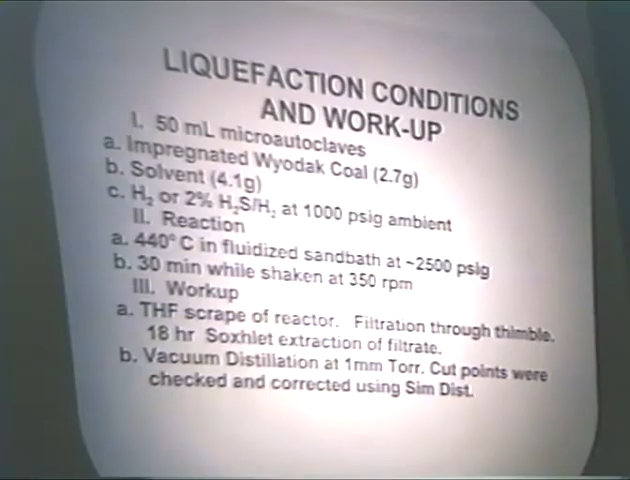 LIQUEFACTION CONDITIONS
AND WORK-UP
I. 50 mL microautoclaves
a. Impregnated Wyodak Coal (2.7g)
b. Solvent (4.1g)
c. H₂ or 2% H₂S/H₂ at 1000 psig ambient
II. Reaction
a. 440° C in fluidized sandbath at ~2500 psig
b. 30 min while shaken at 350 rpm
III. Workup
a. THF scrape of reactor. Filtration through thimble.
18 hr Soxhlet extraction of filtrate.
b. Vacuum Distillation at 1mm Torr. Cut points were
checked and corrected using Sim Dist.